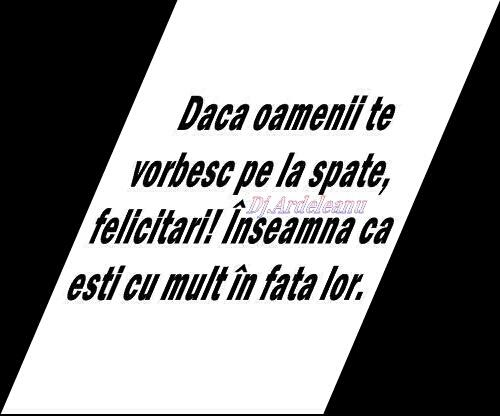 Daca oamenii te
vorbesc pe la spate,
Dj.Ardeleanu
felicitari! Înseamna ca
esti cu mult în fata lor.